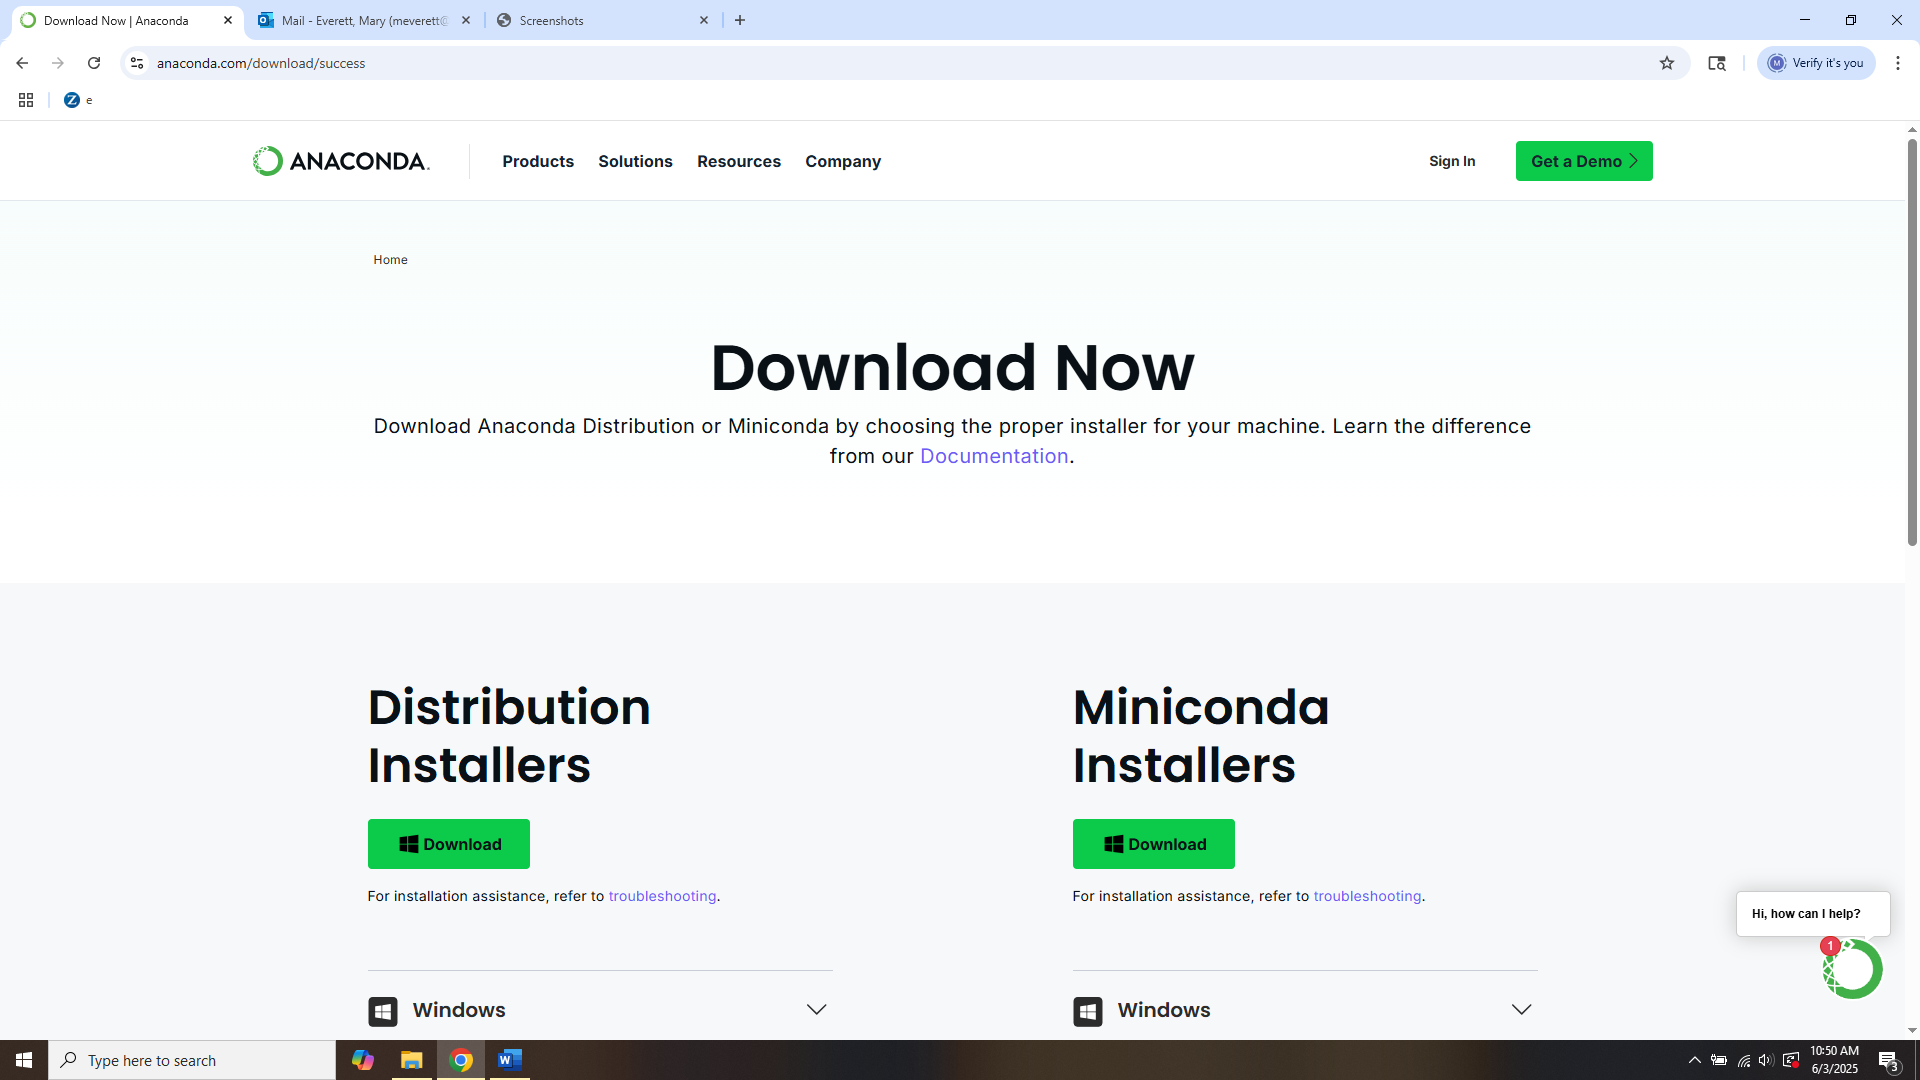 Download Now | Anaconda
Mail - Everett, Mary (meverett@
Screenshots
anaconda.com/download/success
M
Verify it's you
Z
e
ANACONDA.
Products
Solutions
Resources
Company
Sign In
Get a Demo
Home
Download Now
Download Anaconda Distribution or Miniconda by choosing the proper installer for your machine. Learn the difference
from our Documentation.
Distribution
Installers
Download
For installation assistance, refer to troubleshooting.
Windows
Miniconda
Installers
Download
For installation assistance, refer to troubleshooting.
Windows
Hi, how can I help?
1
Type here to search
W
10:50 AM
6/3/2025
3